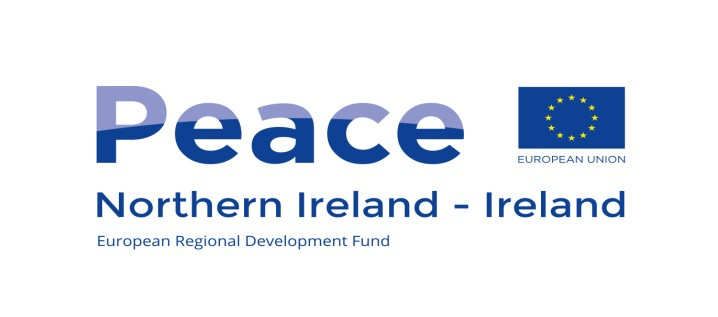 Peace
EUROPEAN UNION
Northern Ireland - Ireland
European Regional Development Fund